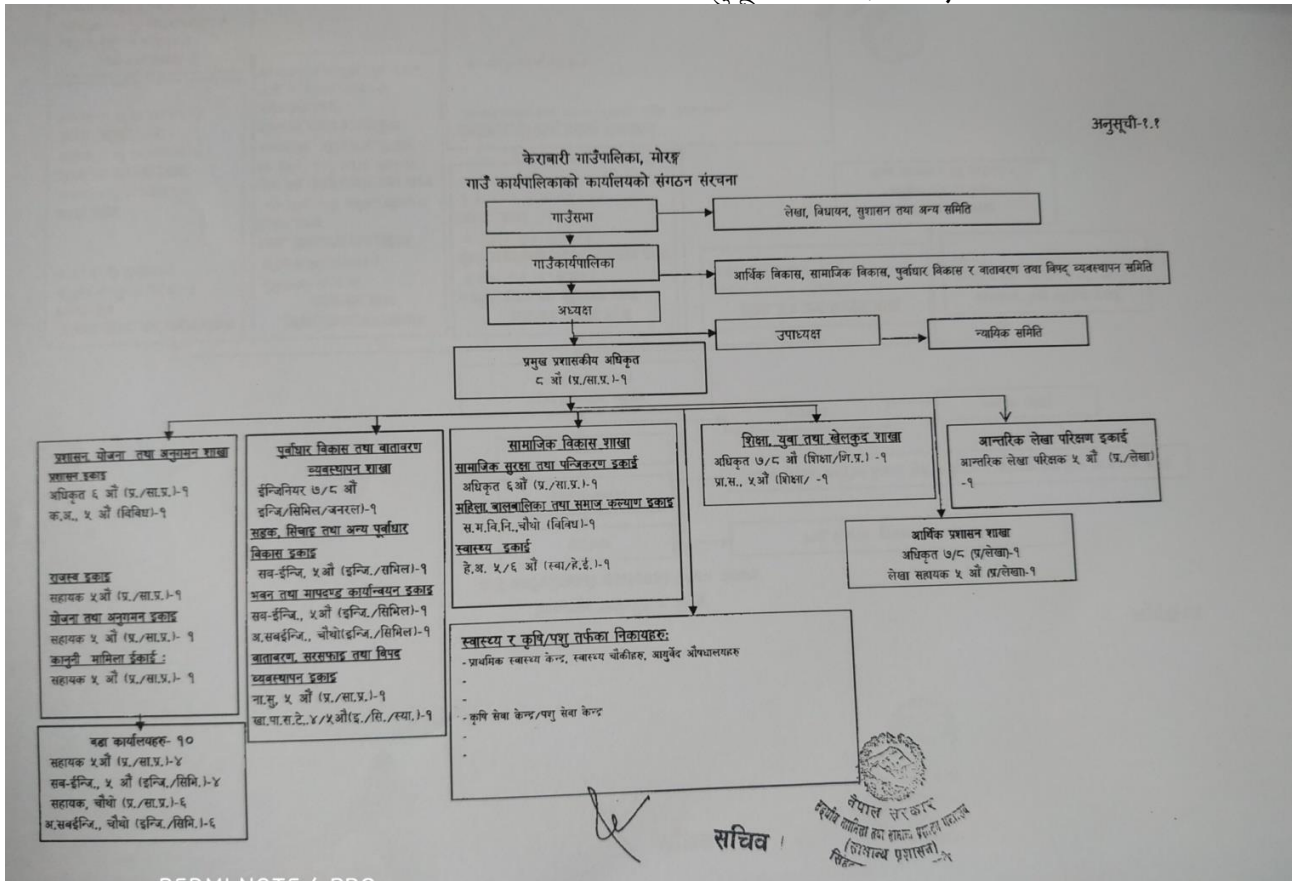 अनुसूची-१.१
केराबारी गाउँपालिका, मोरङ्ग
गाउँ कार्यपालिकाको कार्यालयको संगठन संरचना
गाउँसभा
लेखा, विधायन, सुशासन तथा अन्य समिति
गाउँकार्यपालिका
आर्थिक विकास, सामाजिक विकास, पुर्वाधार विकास र वातावरण तथा विपद् व्यवस्थापन समिति
अध्यक्ष
उपाध्यक्ष
न्यायिक समिति
प्रमुख प्रशासकीय अधिकृत
८ औं (प्र./सा.प्र.)-१
प्रशासन योजना तथा अनुगमन शाखा
प्रशासन इकाई
अधिकृत ६ औं (प्र./सा.प्र.)-१
क.अ., ५ औं (विविध)-१
राजस्व इकाई
सहायक ५औं (प्र./सा.प्र.)-१
योजना तथा अनुगमन इकाइ
सहायक ५ औं (प्र./सा.प्र.)- १
कानूनी मामिला ईकाई :
सहायक ५ औं (प्र./सा.प्र.)- १
वडा कार्यालयहरु- १०
सहायक ५औं (प्र./सा.प्र.)-४
सब-ईन्जि., ५ औं (इन्जि./सिभि.)-४
सहायक, चौथो (प्र./सा.प्र.)-६
अ.सबईन्जि., चौथो (इन्जि./सिभि.)-६
पूर्वाधार विकास तथा वातावरण
व्यवस्थापन शाखा
ईन्जिनियर ७/८ औं
इन्जि/सिभिल/जनरल)-१
सडक, सिंचाइ तथा अन्य पूर्वाधार
विकास इकाइ
सब-ईन्जि, ५औं (इन्जि./सभिल)-१
भवन तथा मापदण्ड कार्यान्वयन इकाइ
सब-ईन्जि., ५औं (इन्जि./सिभिल)-१
अ.सबईन्जि., चौथो(इन्जि./सिभिल)-१
वातावरण, सरसफाइ तथा विपद
व्यवस्थापन इकाइ
ना.सु, ५ औं (प्र./सा.प्र.)-१
खा.पा.स.टे.,४/५औं(इ./सि./स्या.)-१
सामाजिक विकास शाखा
सामाजिक सुरक्षा तथा पन्जिकरण इकाई
अधिकृत ६औं (प्र./सा.प्र.)-१
महिला, बालबालिका तथा समाज कल्याण इकाइ
स.म.वि.नि.,चौथो (विविध)-१
स्वास्थ्य इकाई
हे.अ. ५/६ औं (स्वा/हे.ई.)-१
शिक्षा, युवा तथा खेलकुद शाखा
अधिकृत ७/८ औं (शिक्षा/शि.प्र.) -१
प्रा.स., ५औं (शिक्षा/ -१
आन्तरिक लेखा परिक्षण इकाई
आन्तरिक लेखा परिक्षक ५ औं (प्र./लेखा)
-१
आर्थिक प्रशासन शाखा
अधिकृत ७/८ (प्र/लेखा)-१
लेखा सहायक ५ औं (प्र/लेखा)-१
स्वास्थ्य र कृषि/पशु तर्फका निकायहरु:
- प्राथमिक स्वास्थ्य केन्द्र, स्वास्थ्य चौकीहरु, आयुर्वेद औषधालयहरु
-
-
- कृषि सेवा केन्द्र/पशु सेवा केन्द्र
-
-
सचिव
नेपाल सरकार
(सामान्य प्रशासन)